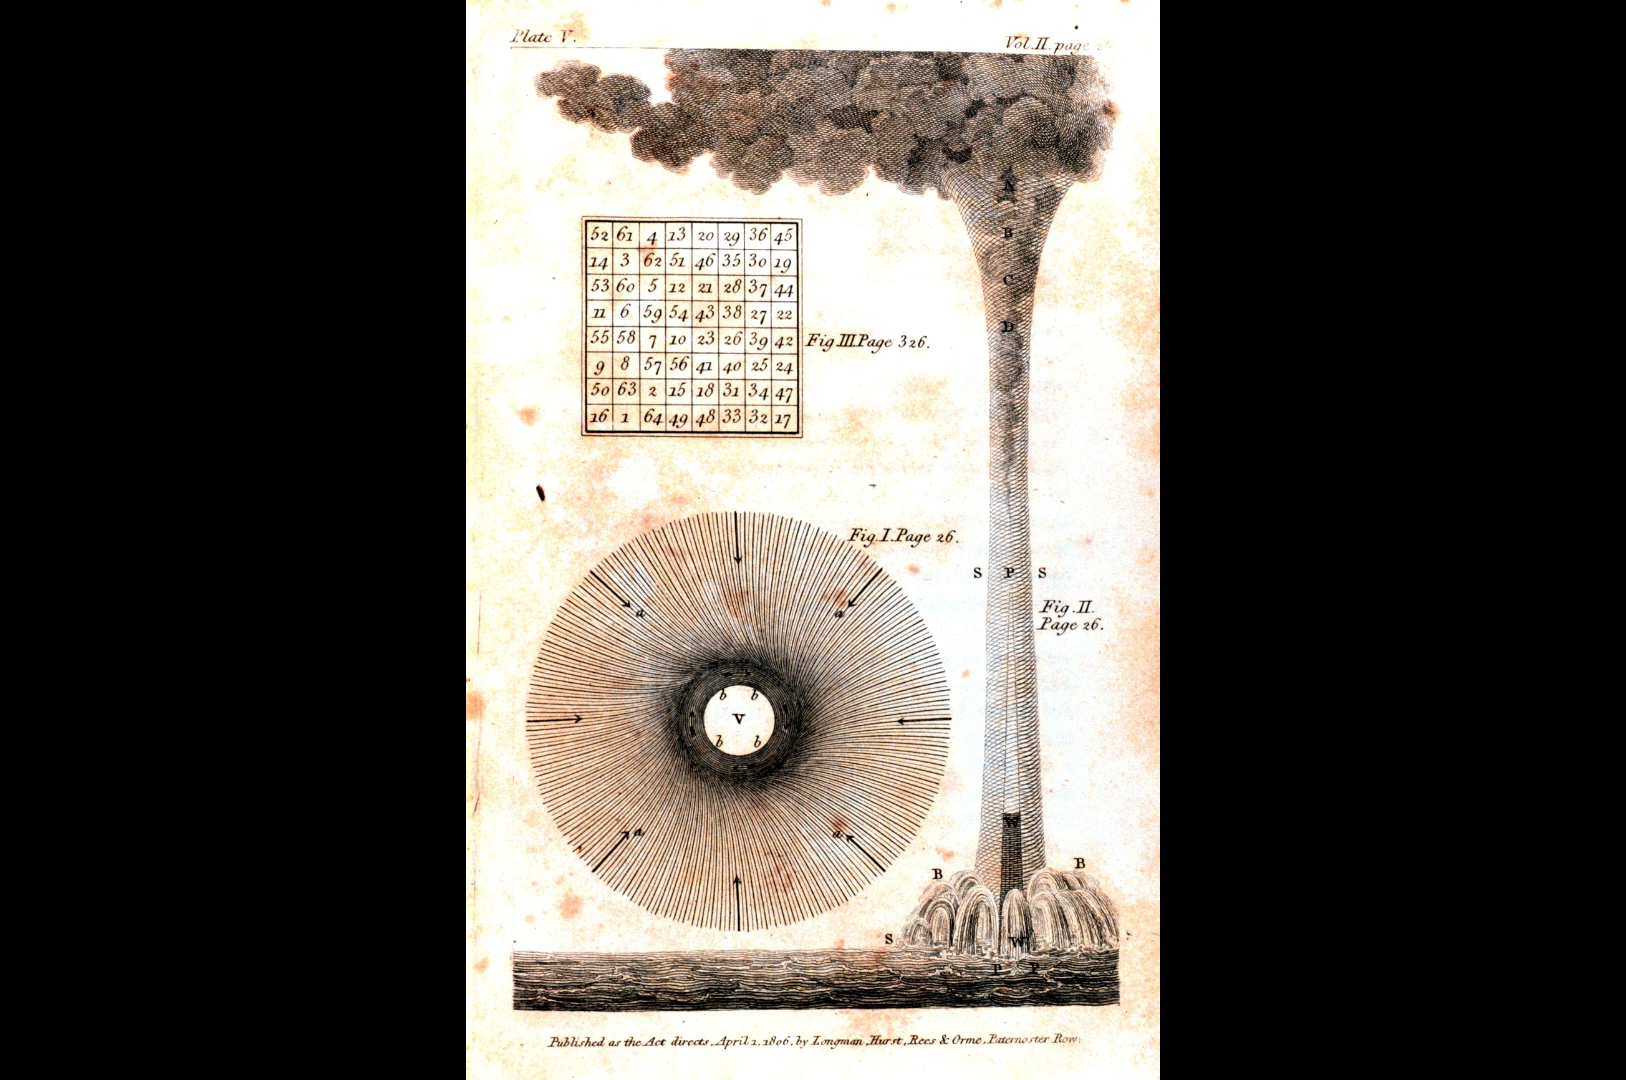 Plate V.
Vol. II. page
A
B
C
D
52 61 4 13 20 29 36 45
14 3 62 51 46 35 30 19
53 60 5 12 21 28 37 44
11 6 59 54 43 38 27 22
55 58 7 10 23 26 39 42
9 8 57 56 41 40 25 24
50 63 2 15 18 31 34 47
16 1 64 49 48 33 32 17
Fig III Page 326.
Fig. I. Page 26.
S P S
Fig. II.
Page 26.
a a
b b
V
b b
a a
W
B B
S W
P P
Published as the Act directs, April 1, 1806, by Longman, Hurst, Rees & Orme, Paternoster Row.